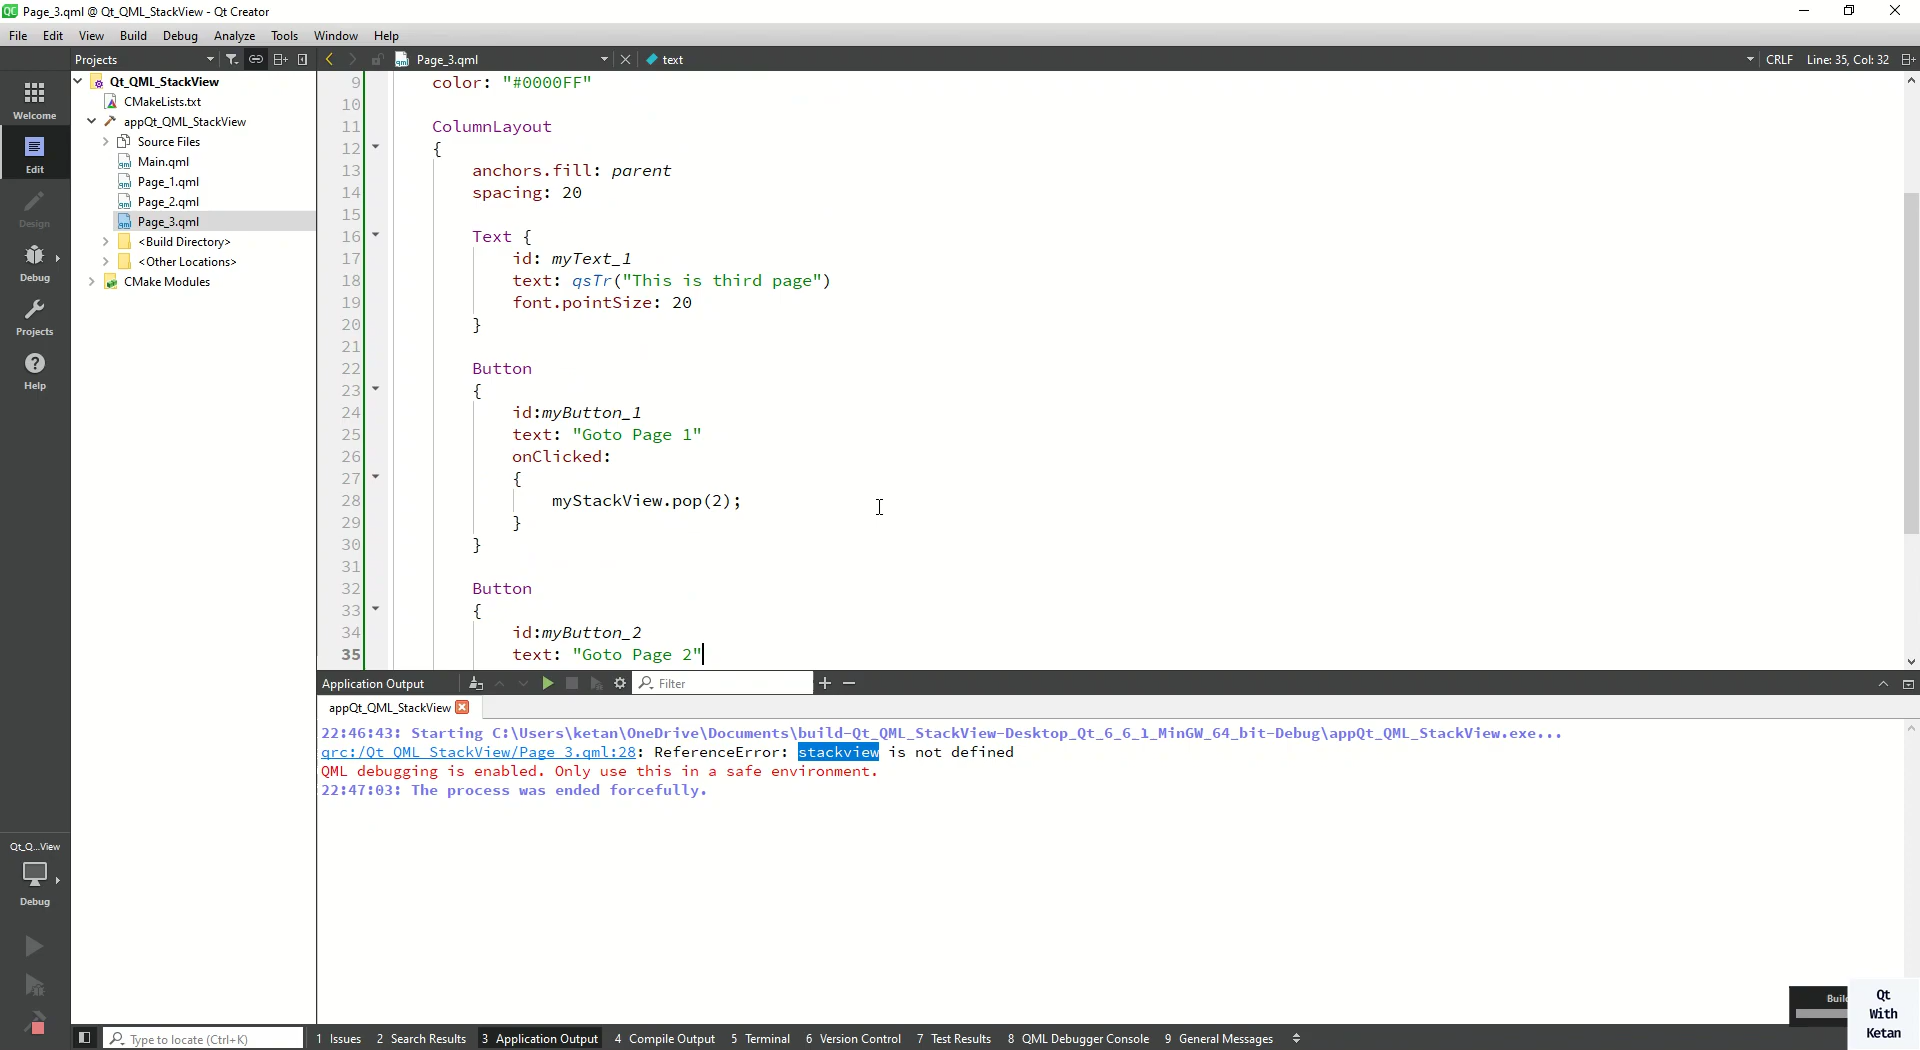 Page_3.qml @ Qt_QML_StackView - Qt Creator
File Edit View Build Debug Analyze Tools Window Help
Projects Page_3.qml text CRLF Line: 35, Col: 32
Welcome
Edit
Design
Debug
Projects
Help
Qt_QML_StackView
CMakeLists.txt
appQt_QML_StackView
Source Files
Main.qml
Page_1.qml
Page_2.qml
Page_3.qml
<Build Directory>
<Other Locations>
CMake Modules
9 color: "#0000FF"
10
11 ColumnLayout
12 {
13 anchors.fill: parent
14 spacing: 20
15
16 Text {
17 id: myText_1
18 text: qsTr("This is third page")
19 font.pointSize: 20
20 }
21
22 Button
23 {
24 id:myButton_1
25 text: "Goto Page 1"
26 onClicked:
27 {
28 myStackView.pop(2);
29 }
30 }
31
32 Button
33 {
34 id:myButton_2
35 text: "Goto Page 2"
Application Output Filter
appQt_QML_StackView
22:46:43: Starting C:\Users\ketan\OneDrive\Documents\build-Qt_QML_StackView-Desktop_Qt_6_6_1_MinGW_64_bit-Debug\appQt_QML_StackView.exe...
qrc:/Qt_QML_StackView/Page_3.qml:28: ReferenceError: stackview is not defined
QML debugging is enabled. Only use this in a safe environment.
22:47:03: The process was ended forcefully.
Qt_Q...View
Debug
Buil
Qt
With
Ketan
Type to locate (Ctrl+K) 1 Issues 2 Search Results 3 Application Output 4 Compile Output 5 Terminal 6 Version Control 7 Test Results 8 QML Debugger Console 9 General Messages